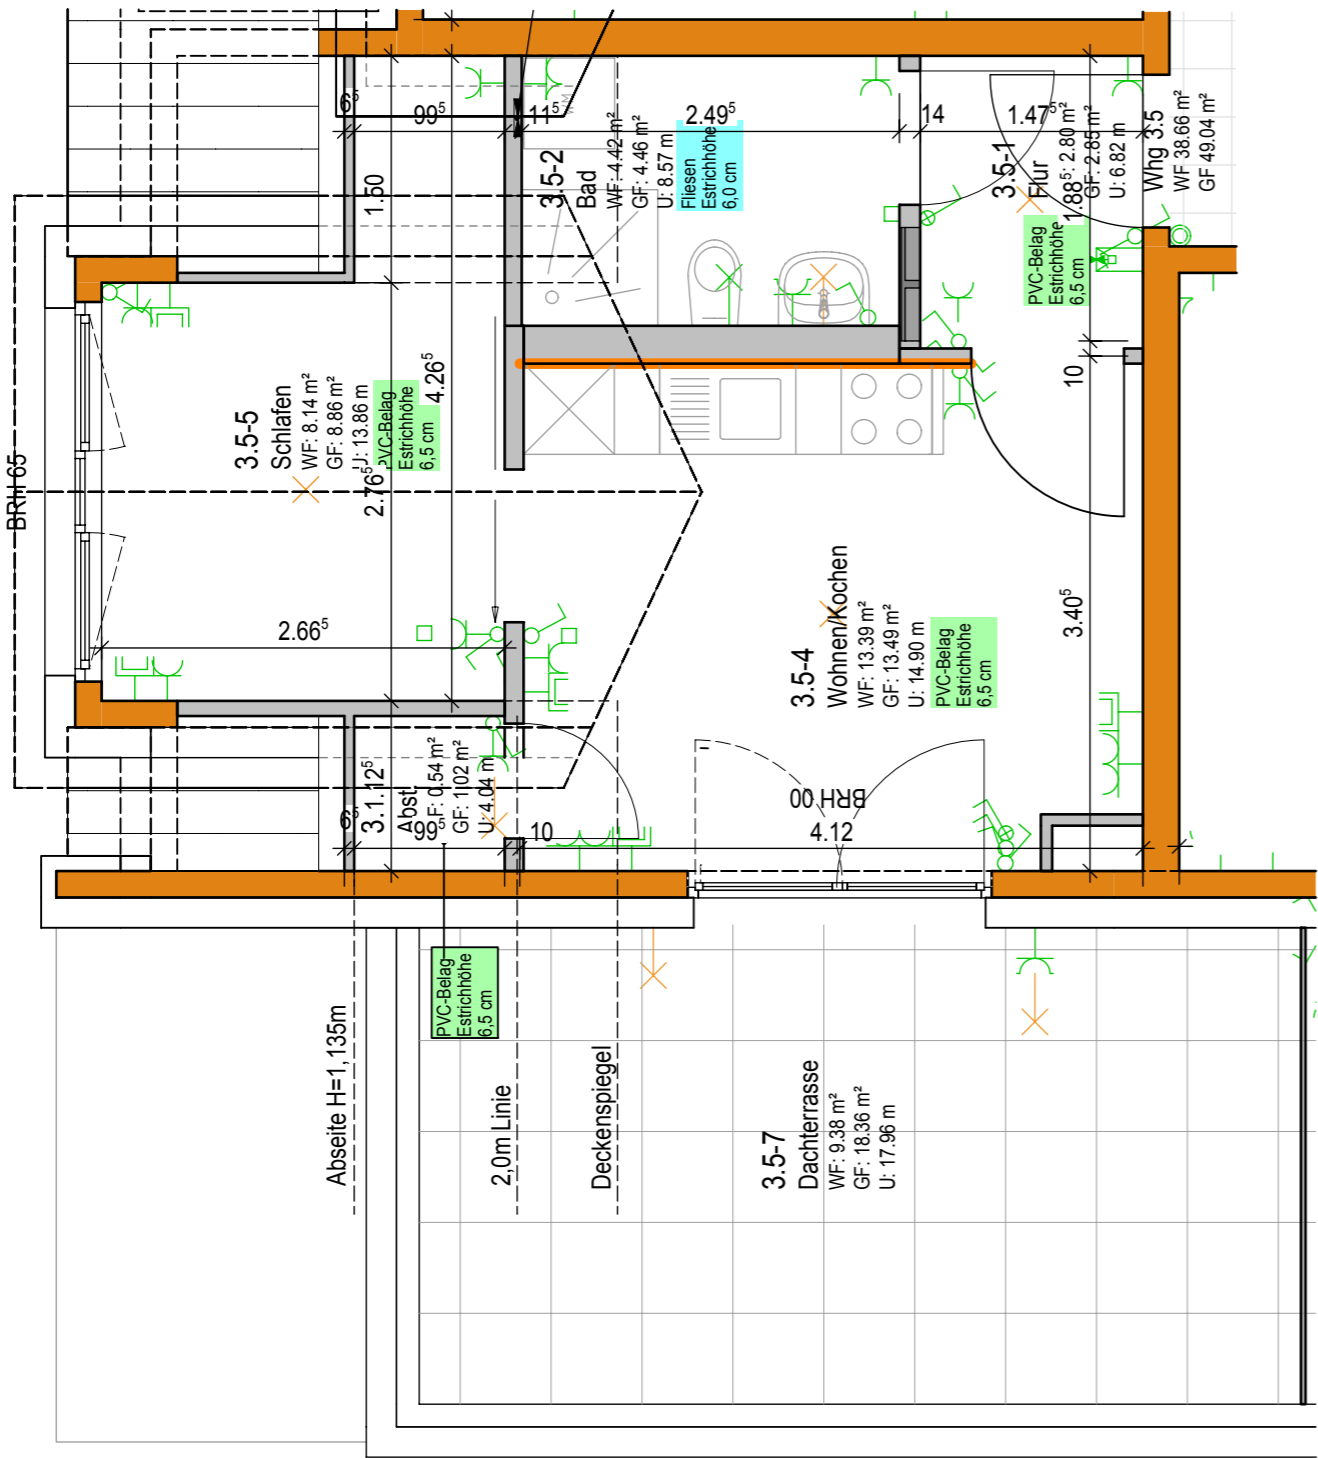 BRH 65
3.5-5
Schlafen
WF: 8.14 m²
GF: 8.86 m²
U: 13.86 m
PVC-Belag
Estrichhöhe
6,5 cm
2.76⁵
4.26⁵
2.66⁵
1.50
6⁵
99⁵
11⁵
2.49⁵
14
1.47⁵
3.5-2
Bad
WF: 4.42 m²
GF: 4.46 m²
U: 8.57 m
Fliesen
Estrichhöhe
6,0 cm
WM
3.5-1
Flur
1.88⁵
: 2.80 m²
GF: 2.85 m²
U: 6.82 m
PVC-Belag
Estrichhöhe
6,5 cm
Whg 3.5
WF 38.66 m²
GF 49.04 m²
10
3.40⁵
3.5-4
Wohnen/Kochen
WF: 13.39 m²
GF: 13.49 m²
U: 14.90 m
PVC-Belag
Estrichhöhe
6,5 cm
BRH 00
4.12
10
6⁵
99⁵
1.12⁵
Abst
F: 0.54 m²
GF: 1.02 m²
U: 4.04 m
PVC-Belag
Estrichhöhe
6,5 cm
Abseite H=1,135m
2,0m Linie
Deckenspiegel
3.5-7
Dachterrasse
WF: 9.38 m²
GF: 18.36 m²
U: 17.96 m